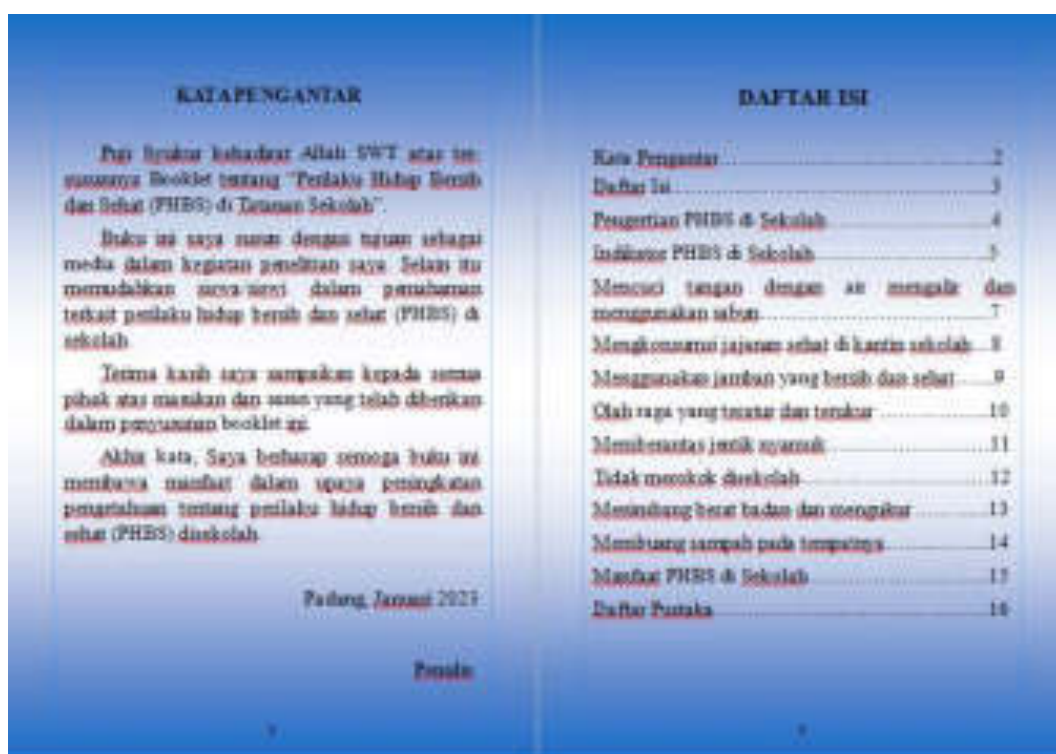 KATAPENGANTAR
Puji Syukur kehadirat Allah SWT atas ter-
susunnya Booklet tentang "Perilaku Hidup Bersih
dan Sehat (PHBS) di Tatanan Sekolah".
Buku ini saya susun dengan tujuan sebagai
media dalam kegiatan penelitian saya. Selain itu
memudahkan siswa/siswi dalam pemahaman
terkait perilaku hidup bersih dan sehat (PHBS) di
sekolah
Terima kasih saya sampaikan kepada semua
pihak atas masukan dan saran yang telah diberikan
dalam penyusunan booklet ini.
Akhir kata, Saya berharap semoga buku ini
membawa manfaat dalam upaya peningkatan
pengetahuan tentang perilaku hidup bersih dan
sehat (PHBS) disekolah.
Padang, Januari 2023
Penulis
DAFTAR ISI
Kata Pengantar 2
Daftar Isi 3
Pengertian PHBS di Sekolah 4
Indikator PHBS di Sekolah 5
Mencuci tangan dengan air mengalir dan
menggunakan sabun 7
Mengkonsumsi jajanan sehat di kantin sekolah 8
Menggunakan jamban yang bersih dan sehat 9
Olah raga yang teratur dan terukur 10
Memberantas jentik nyamuk 11
Tidak merokok disekolah 12
Menimbang berat badan dan mengukur 13
Membuang sampah pada tempatnya 14
Manfaat PHBS di Sekolah 15
Daftar Pustaka 16